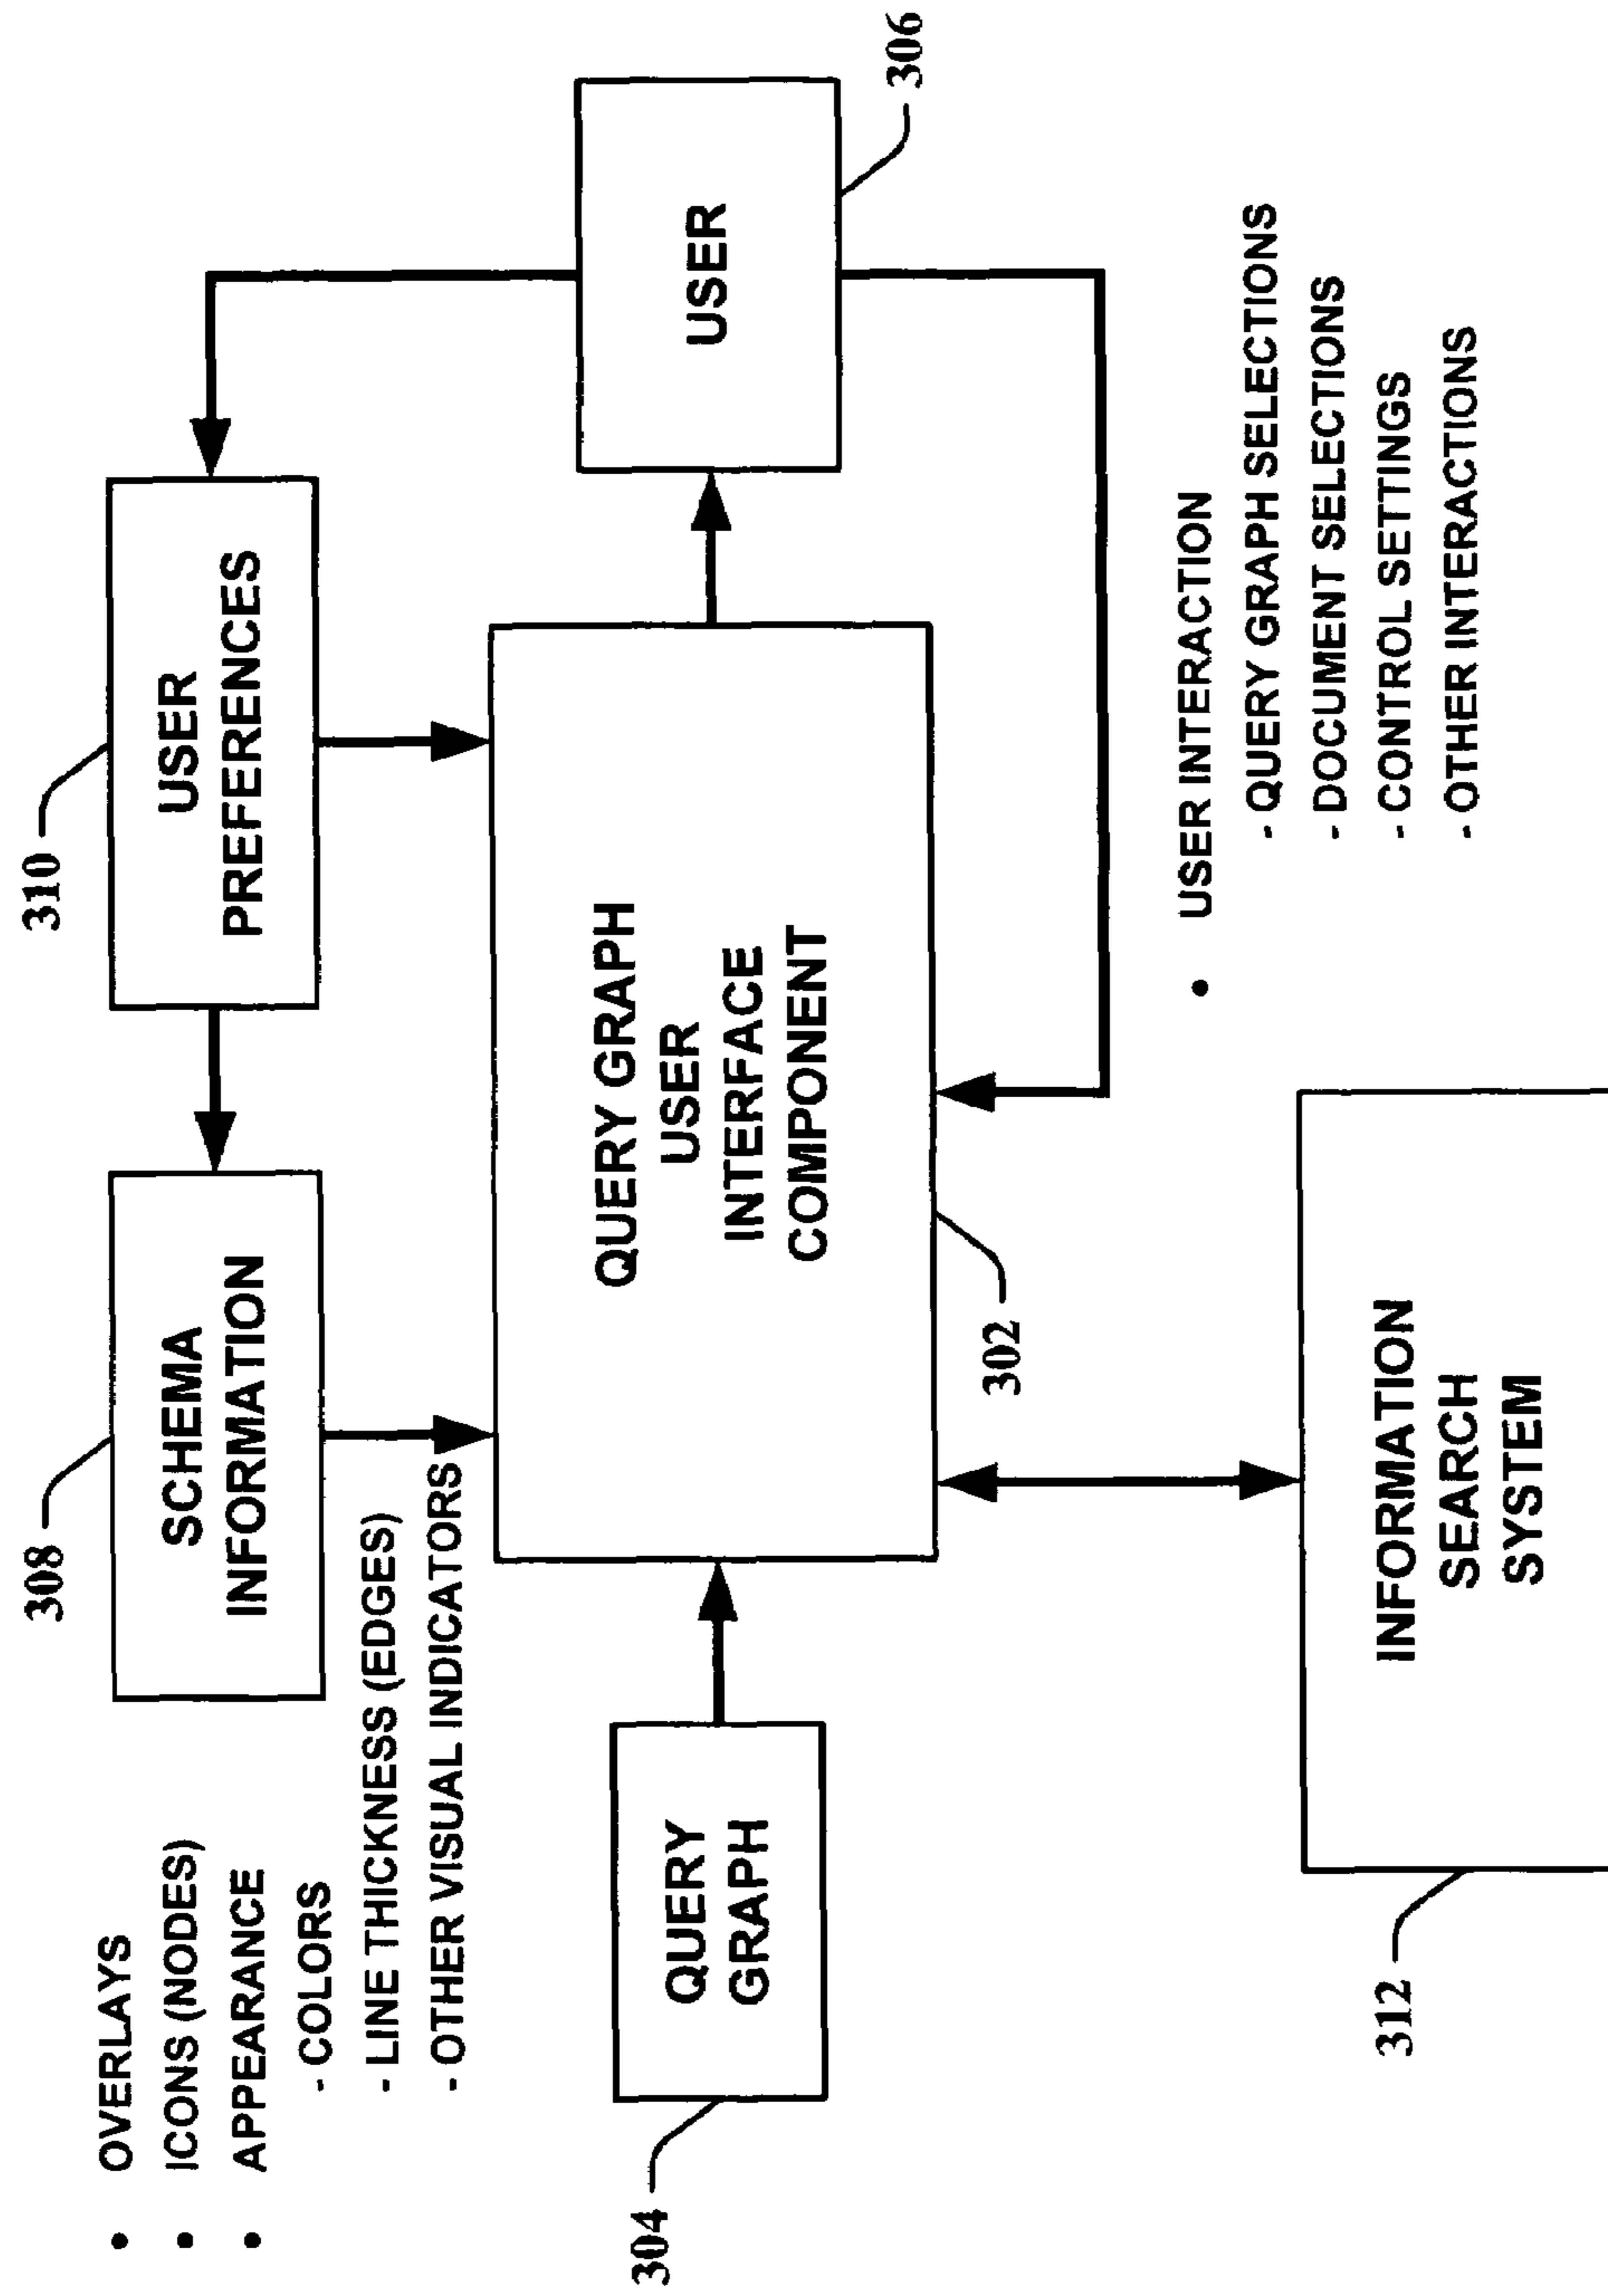 • OVERLAYS
• ICONS (NODES)
• APPEARANCE
- COLORS
- LINE THICKNESS (EDGES)
- OTHER VISUAL INDICATORS
308
SCHEMA
INFORMATION
310
USER
PREFERENCES
304
QUERY
GRAPH
QUERY GRAPH
USER
INTERFACE
COMPONENT
302
USER
306
312
INFORMATION
SEARCH
SYSTEM
• USER INTERACTION
- QUERY GRAPH SELECTIONS
- DOCUMENT SELECTIONS
- CONTROL SETTINGS
- OTHER INTERACTIONS